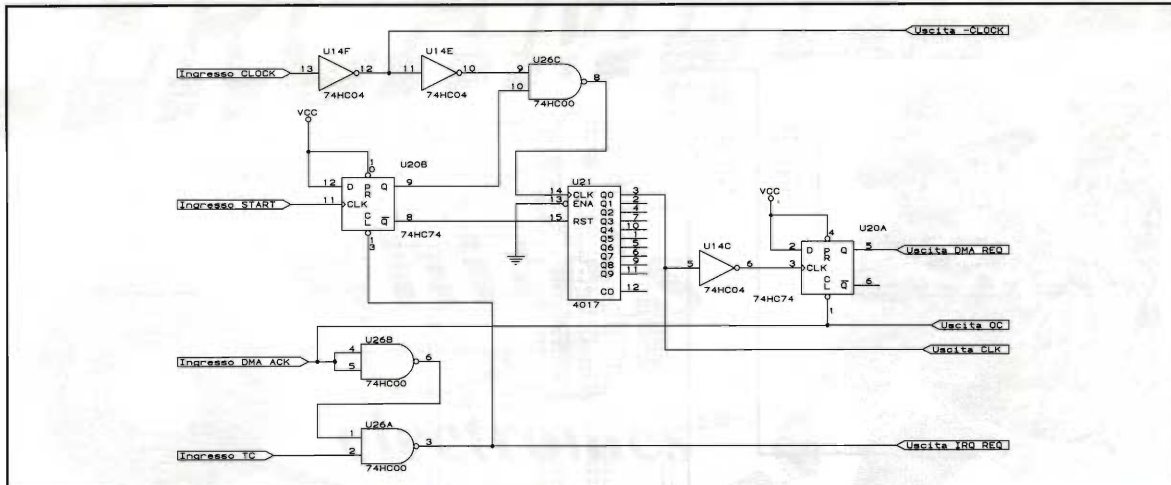 Uscita -CLOCK
U14F
U14E
U26C
Ingresso CLOCK
13
12
11
10
9
10
8
74HC04
74HC04
74HC00
VCC
1
0
U20B
12
D
P
R
Q
9
Ingresso START
11
CLK
C
L
Q
8
1
3
74HC74
U21
14
CLK
Q0
3
13
ENA
Q1
2
Q2
4
15
RST
Q3
7
Q4
10
Q5
1
Q6
5
Q7
6
Q8
9
Q9
11
CO
12
4017
VCC
U20A
4
U14C
5
6
74HC04
2
D
P
R
Q
5
Uscita DMA REQ
3
CLK
C
L
Q
6
74HC74
1
Uscita OC
Uscita CLK
Ingresso DMA ACK
U26B
4
5
6
74HC00
U26A
1
2
3
74HC00
Ingresso TC
Uscita IRQ REQ